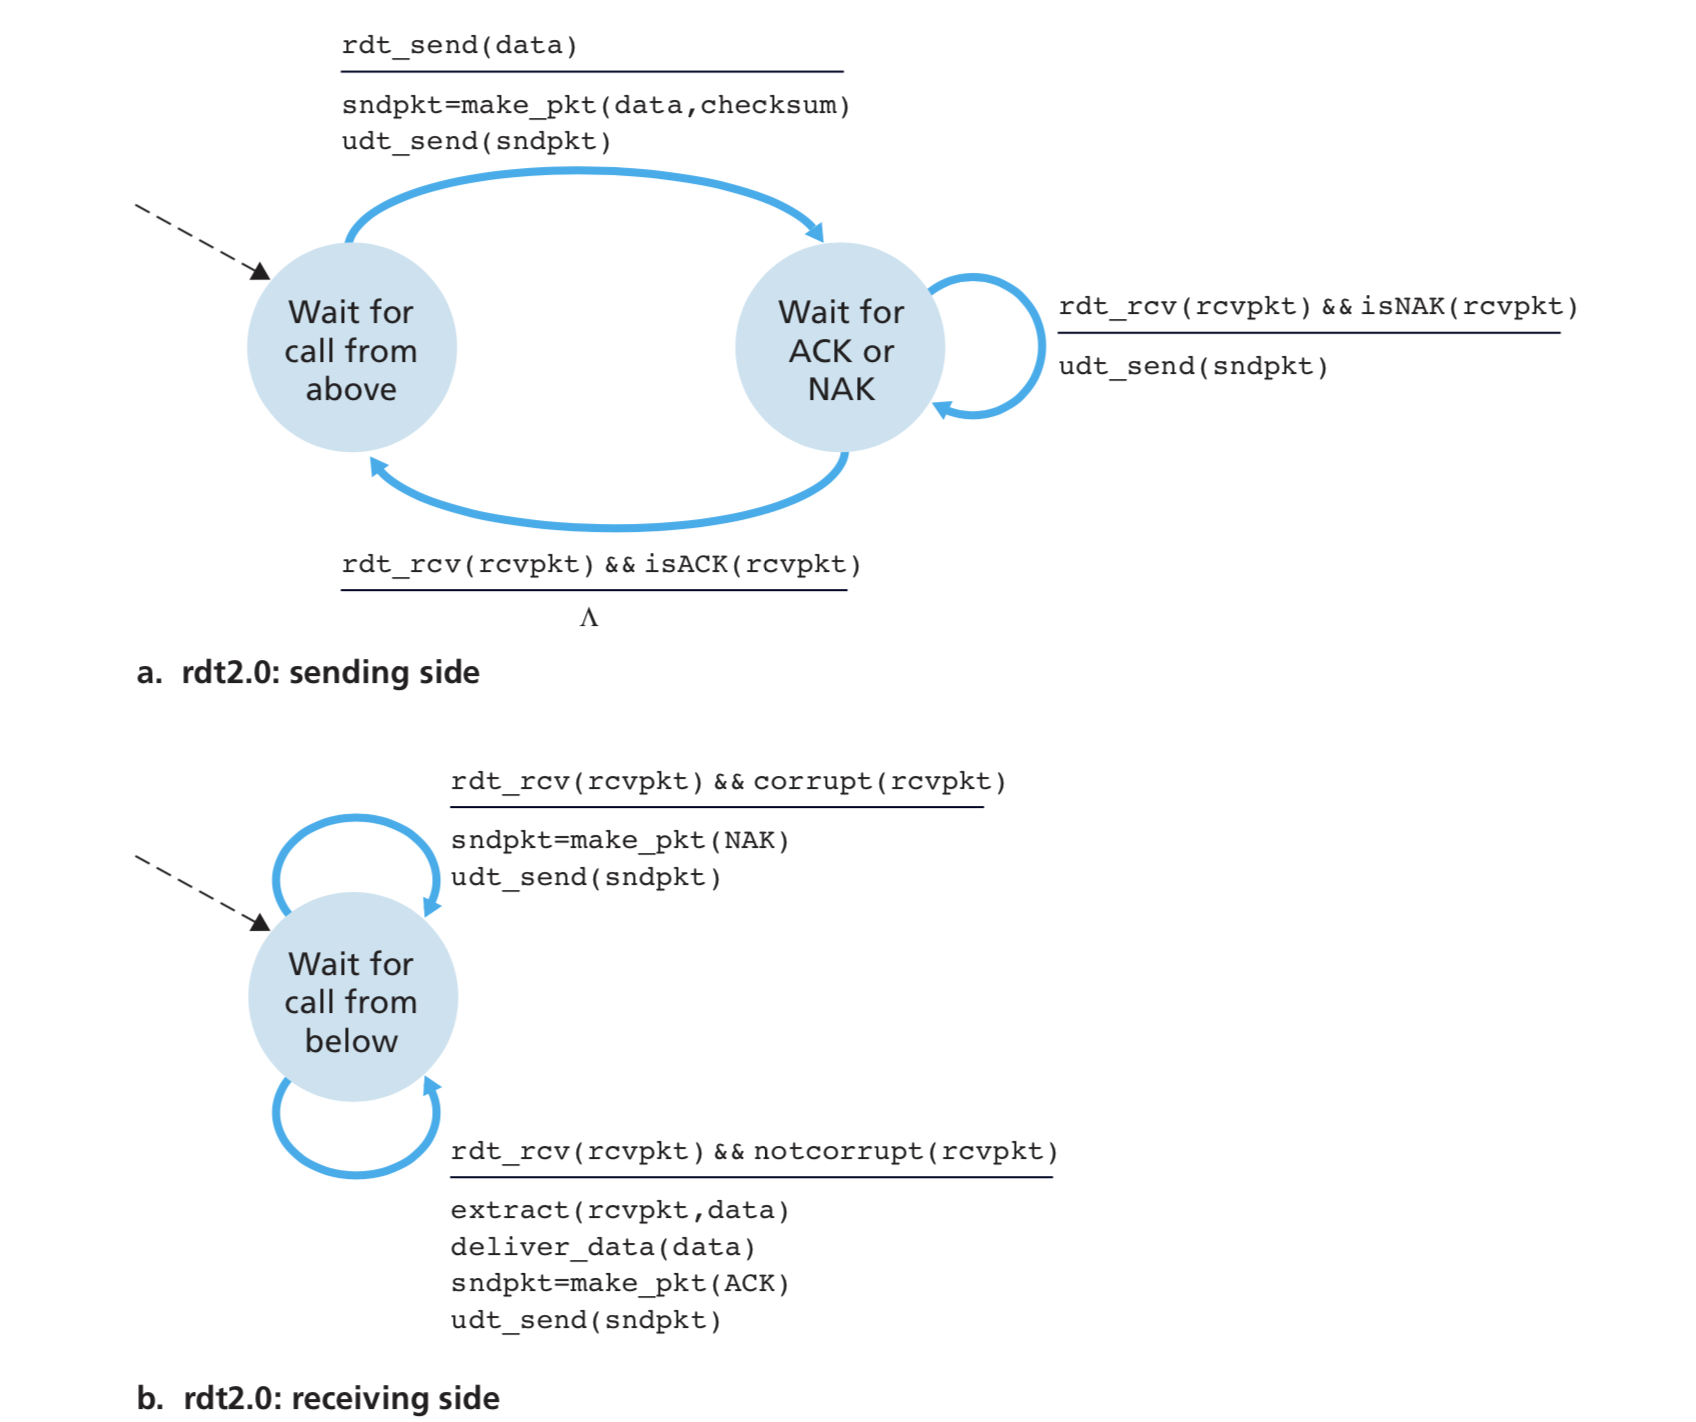 rdt_send(data)
sndpkt=make_pkt(data,checksum)
udt_send(sndpkt)
Wait for
call from
above
Wait for
ACK or
NAK
rdt_rcv(rcvpkt) && isNAK(rcvpkt)
udt_send(sndpkt)
rdt_rcv(rcvpkt) && isACK(rcvpkt)
Λ
a. rdt2.0: sending side
rdt_rcv(rcvpkt) && corrupt(rcvpkt)
sndpkt=make_pkt(NAK)
udt_send(sndpkt)
Wait for
call from
below
rdt_rcv(rcvpkt) && notcorrupt(rcvpkt)
extract(rcvpkt,data)
deliver_data(data)
sndpkt=make_pkt(ACK)
udt_send(sndpkt)
b. rdt2.0: receiving side